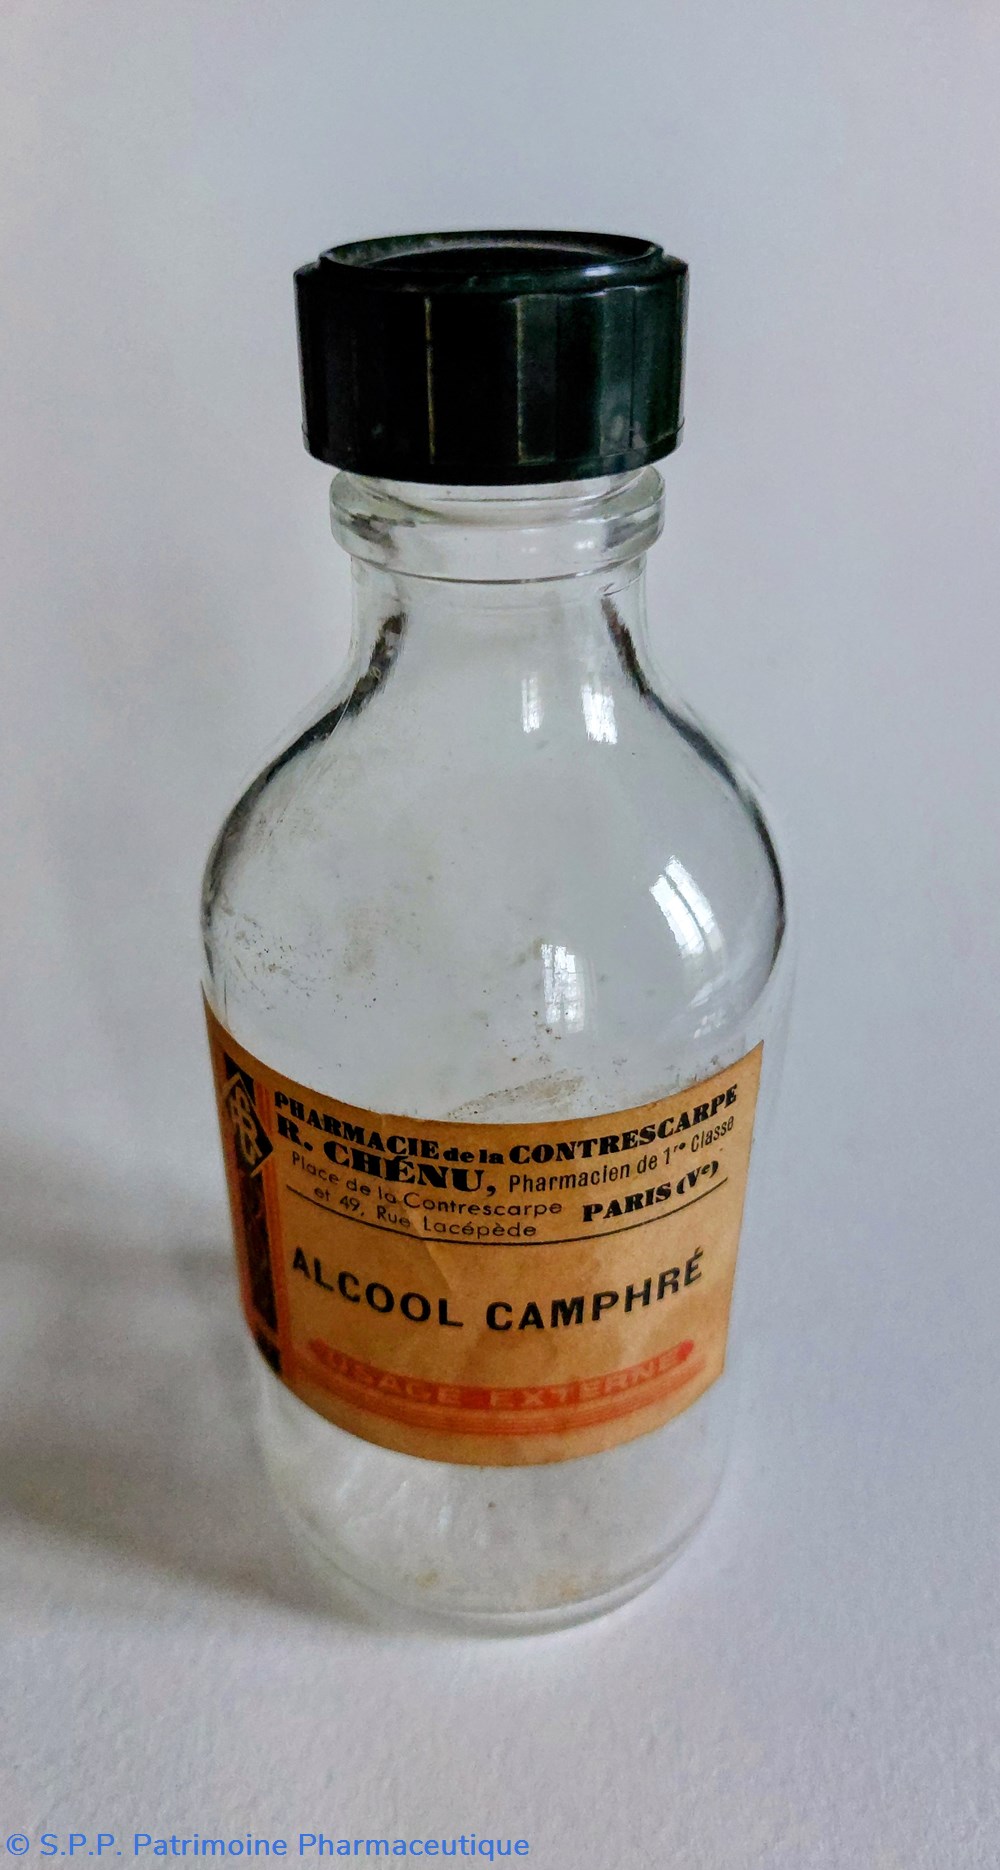 PHARMACIE de la CONTRESCARPE
R. CHÉNU, Pharmacien de 1re Classe
Place de la Contrescarpe
et 49, Rue Lacépède PARIS (Ve)
ALCOOL CAMPHRÉ
USAGE EXTERNE
© S.P.P. Patrimoine Pharmaceutique